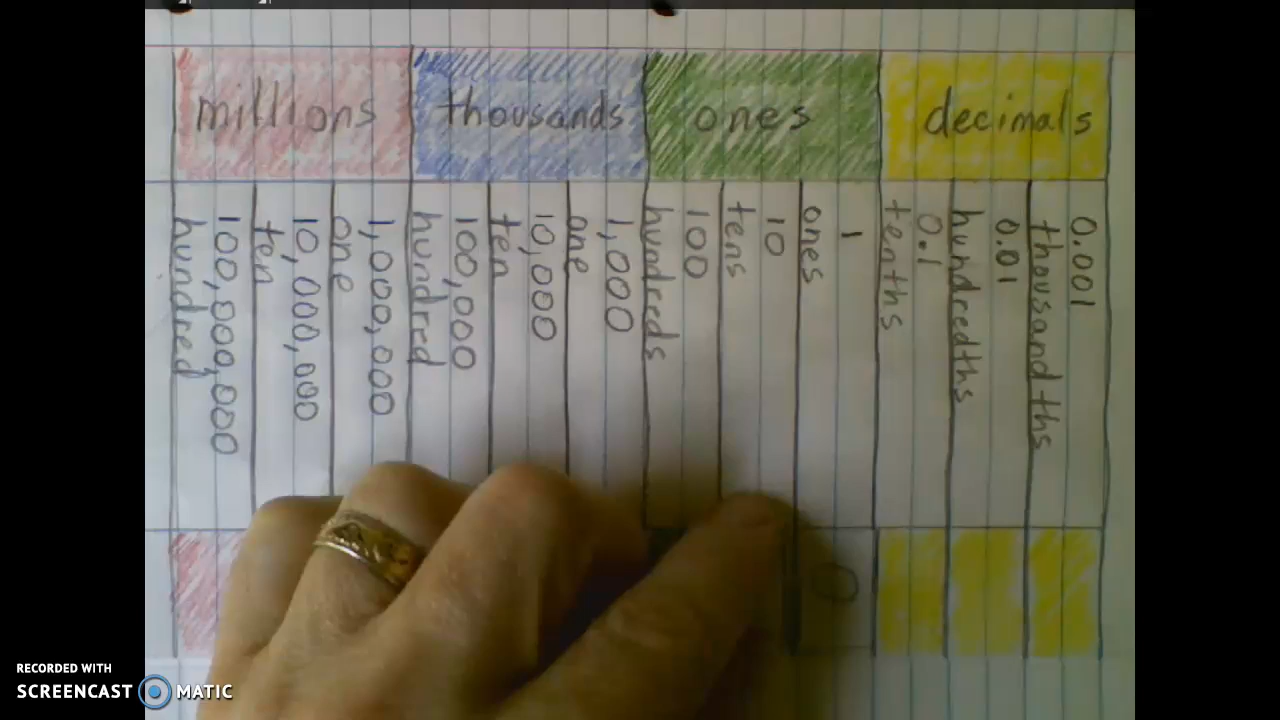 millions thousands ones decimals
hundred
100,000,000
ten
10,000,000
one
1,000,000
hundred
100,000
ten
10,000
one
1,000
hundreds
100
tens
10
ones
1
tenths
0.1
hundredths
0.01
thousandths
0.001
0
RECORDED WITH
SCREENCAST MATIC